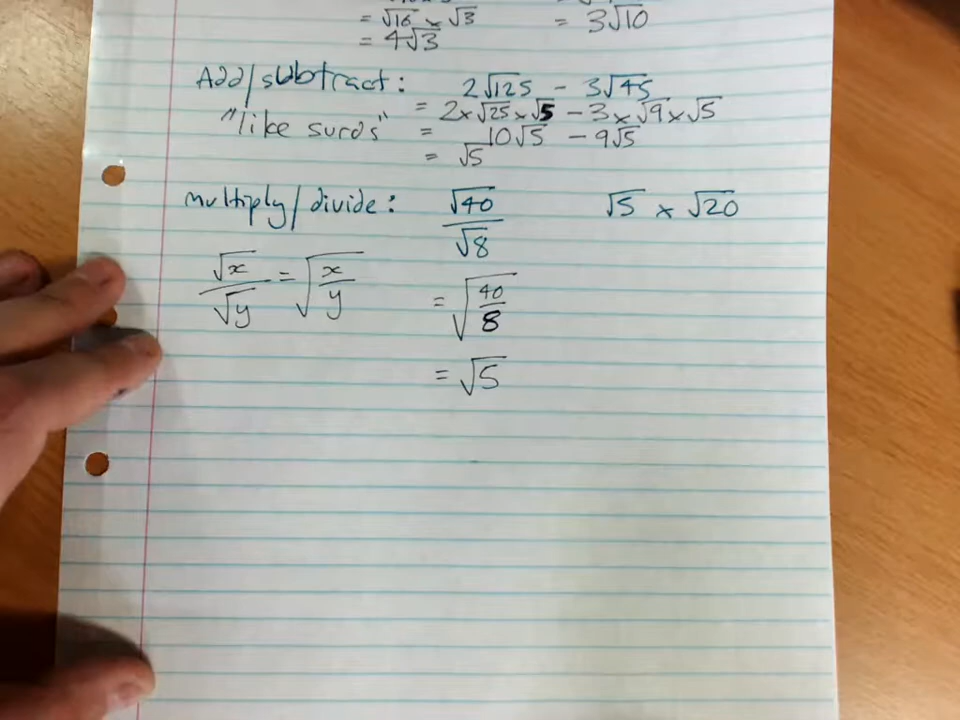 = √16 × √3 = 3√10
= 4√3
Add/subtract: 2√125 - 3√45
= 2×√25×√5 - 3×√9×√5
"like surds" = 10√5 - 9√5
= √5
multiply/divide: √40/√8 √5 × √20
√x/√y = √(x/y) = √(40/8)
= √5